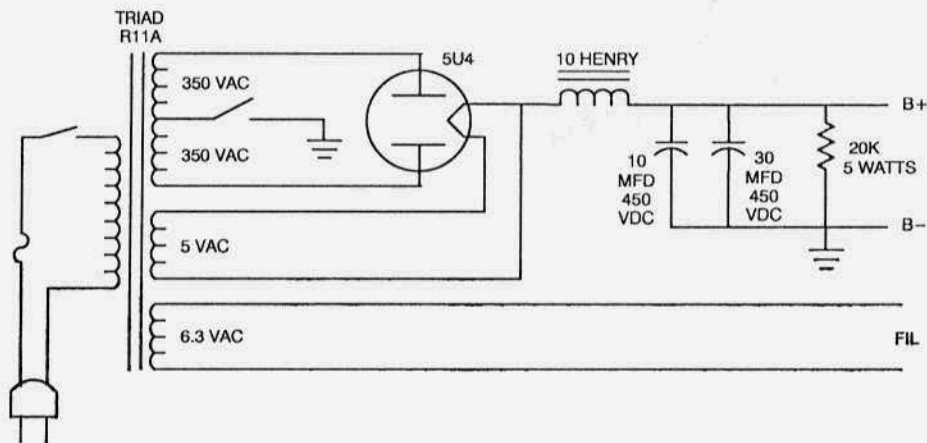 TRIAD
R11A
350 VAC
350 VAC
5U4
10 HENRY
B+
10
MFD
450
VDC
30
MFD
450
VDC
20K
5 WATTS
B-
5 VAC
6.3 VAC
FIL